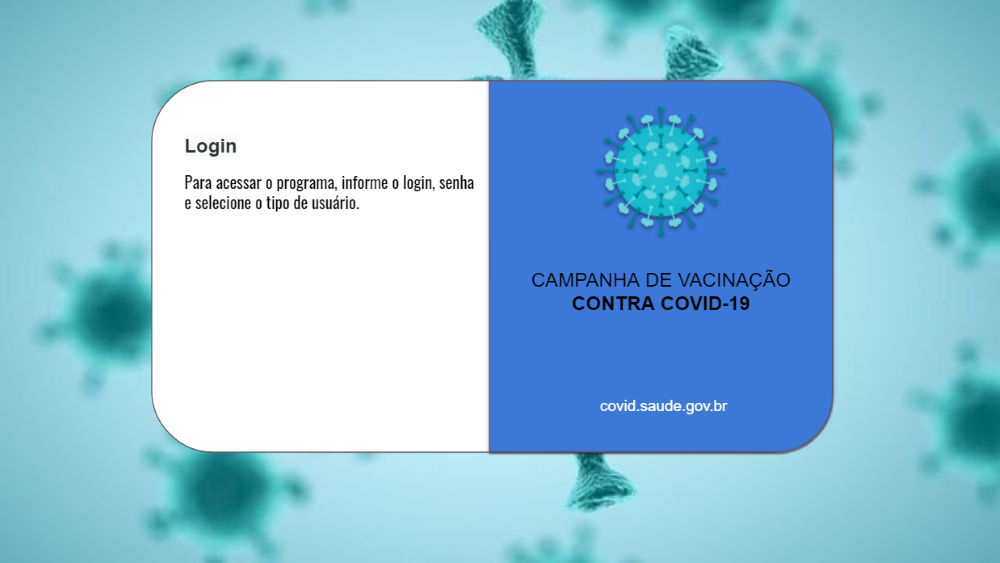 Login
Para acessar o programa, informe o login, senha
e selecione o tipo de usuário.
CAMPANHA DE VACINAÇÃO
CONTRA COVID-19
covid.saude.gov.br